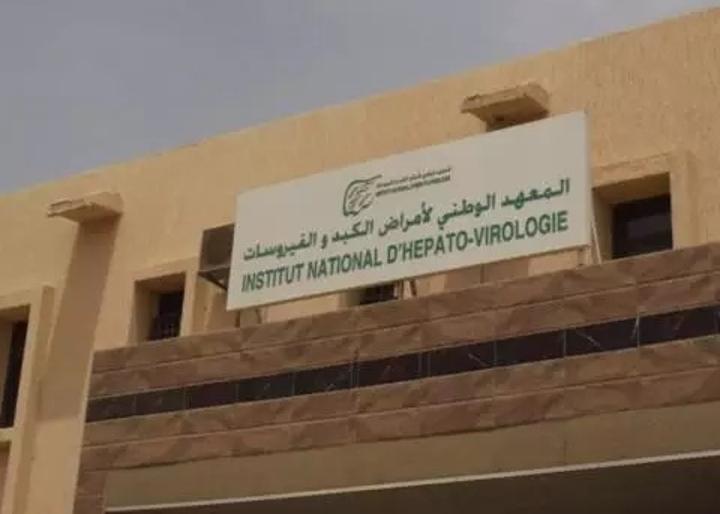 المعهد الوطني لأمراض الكبد و الفيروسات
INSTITUT NATIONAL D'HEPATO-VIROLOGIE